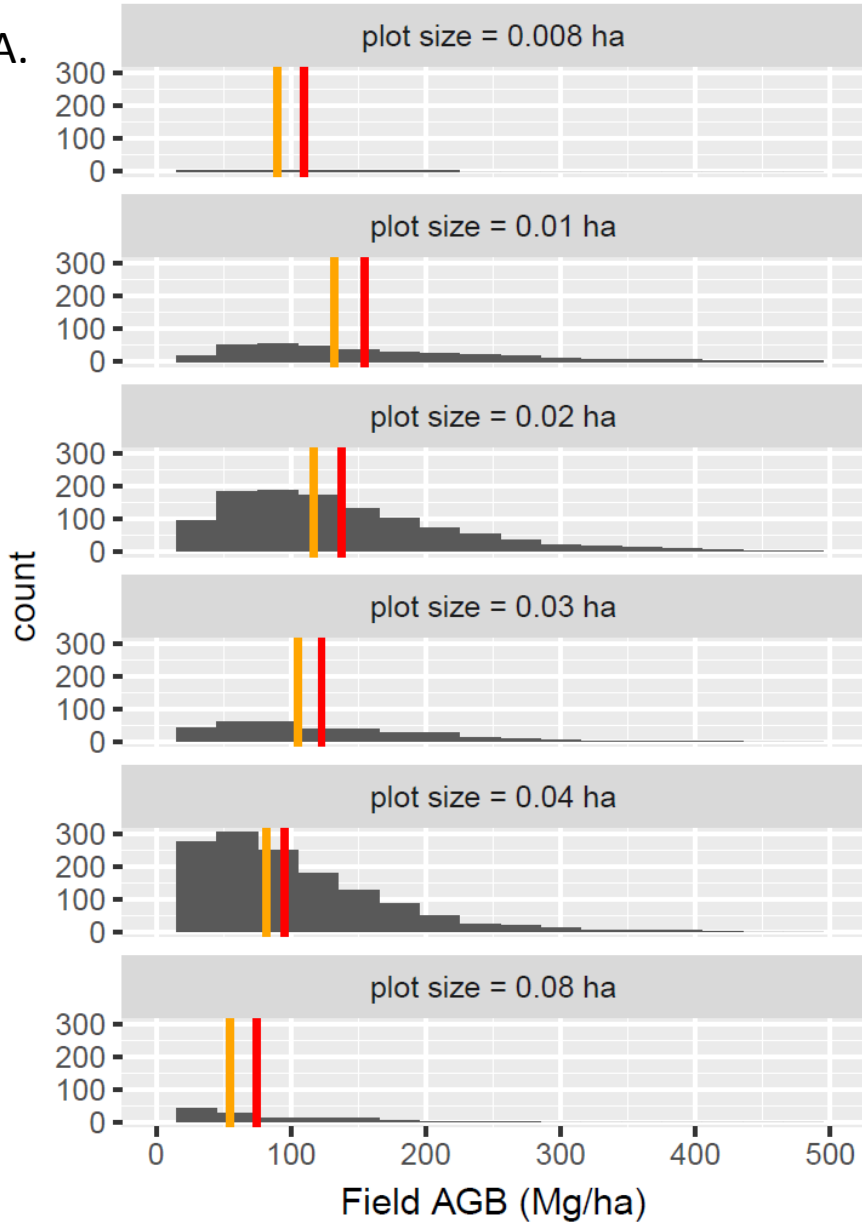 A.
plot size = 0.008 ha
300
200
100
0
plot size = 0.01 ha
300
200
100
0
plot size = 0.02 ha
300
200
100
0
plot size = 0.03 ha
300
200
100
0
plot size = 0.04 ha
300
200
100
0
plot size = 0.08 ha
300
200
100
0
count
0 100 200 300 400 500
Field AGB (Mg/ha)